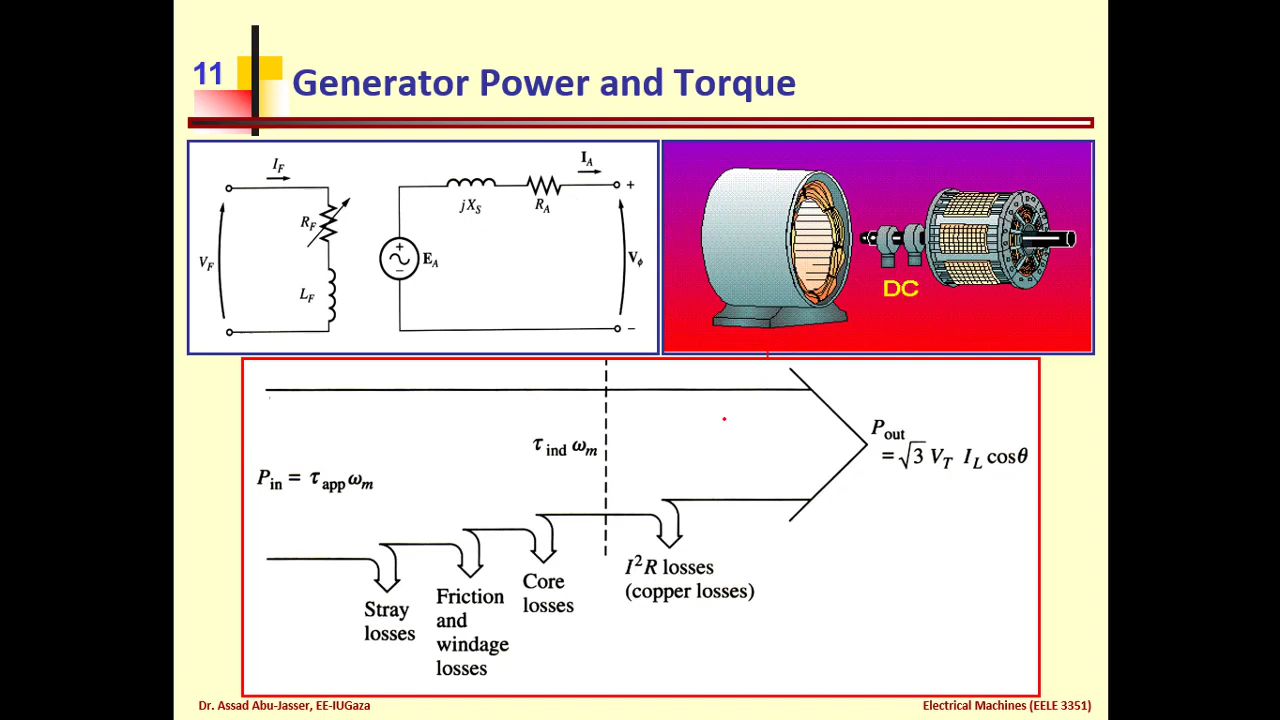 11
Generator Power and Torque
I_F
R_F
V_F
L_F
jX_S
R_A
I_A
+
E_A
V_ϕ
+
−
−
DC
τ_ind ω_m
P_in = τ_app ω_m
P_out
= √3 V_T I_L cosθ
Stray
losses
Friction
and
windage
losses
Core
losses
I²R losses
(copper losses)
Dr. Assad Abu-Jasser, EE-IUGaza
Electrical Machines (EELE 3351)